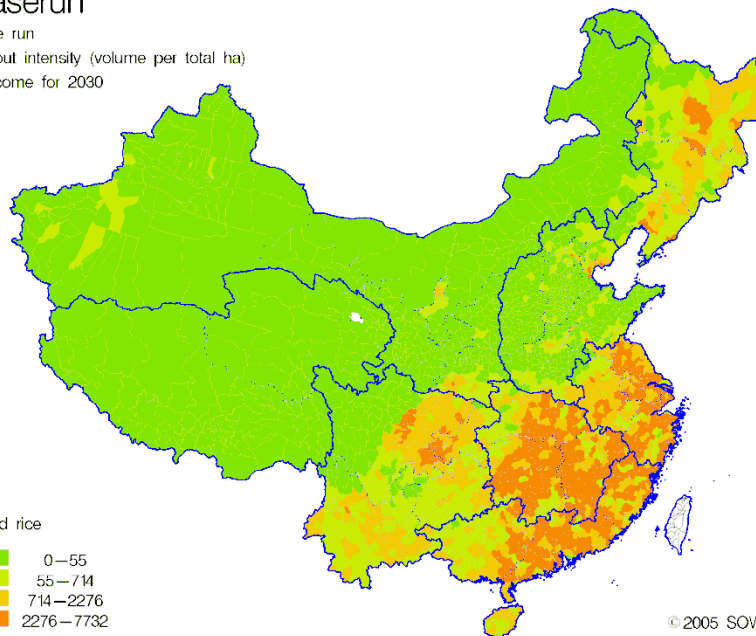 aserun
e run
out intensity (volume per total ha)
come for 2030
d rice
0–55
55–714
714–2276
2276–7732
© 2005 SOW